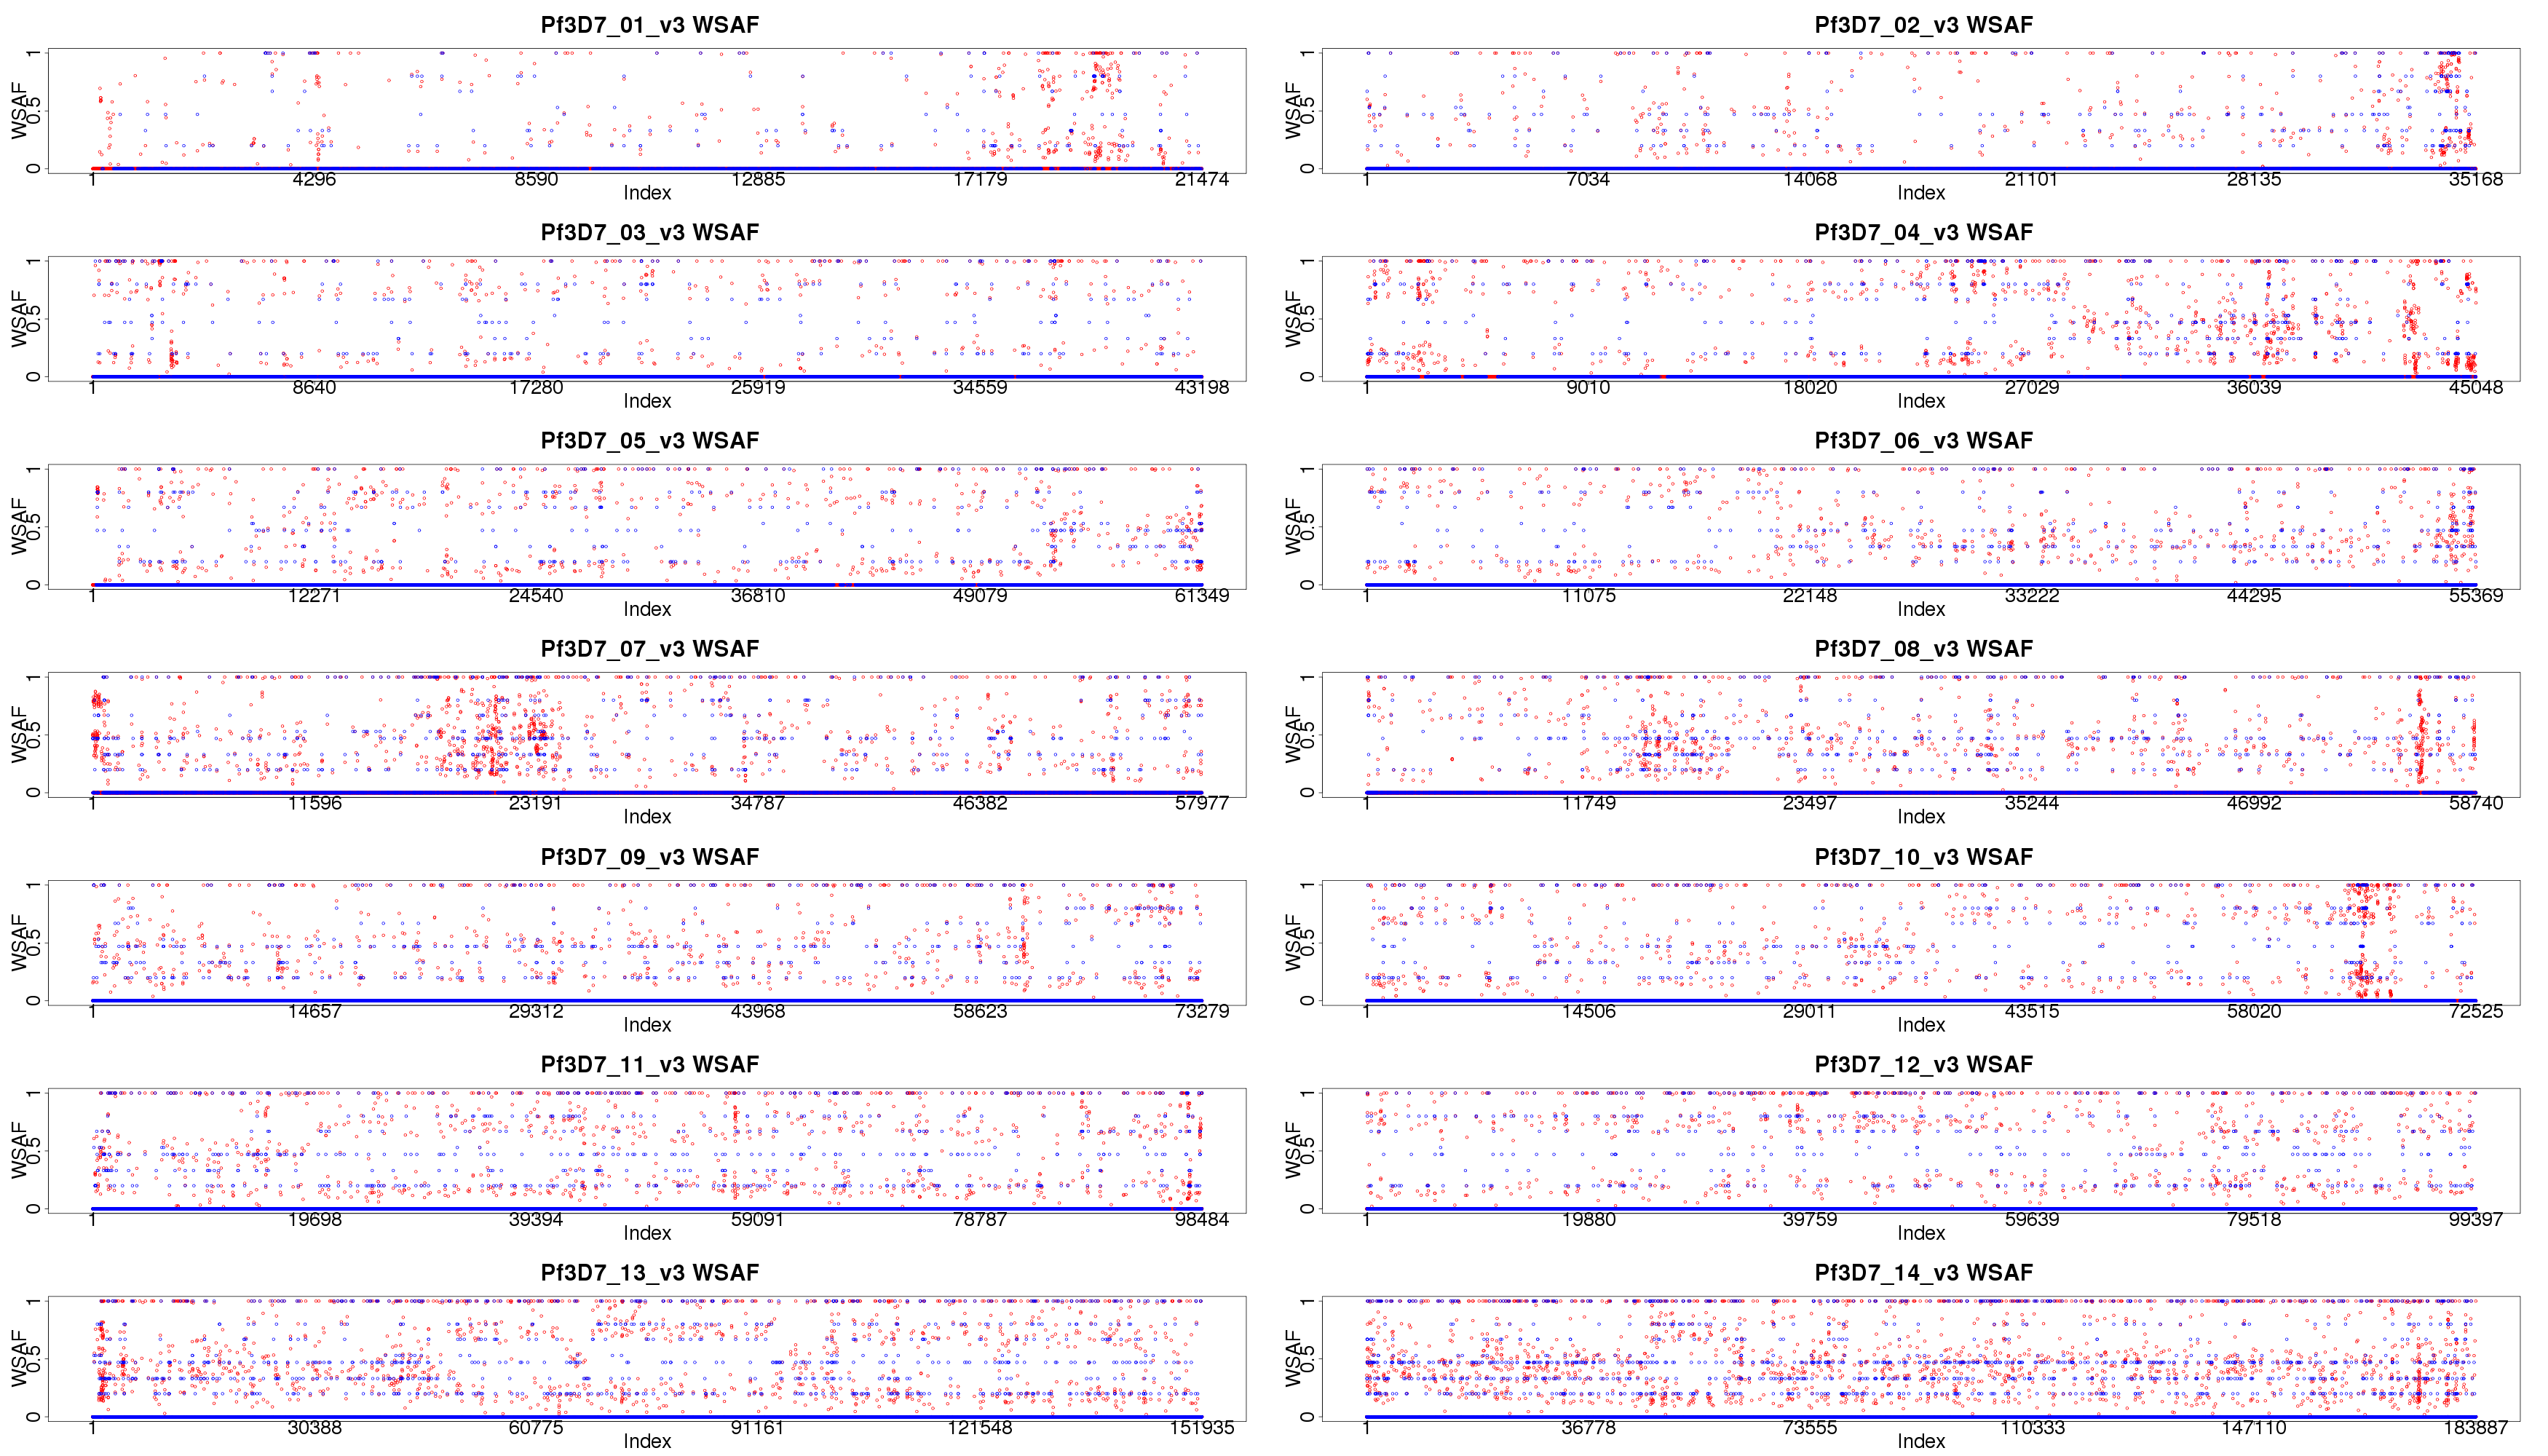 Pf3D7_01_v3 WSAF
WSAF
0 0.5 1
1 4296 8590 12885 17179 21474
Index
Pf3D7_02_v3 WSAF
WSAF
0 0.5 1
1 7034 14068 21101 28135 35168
Index
Pf3D7_03_v3 WSAF
WSAF
0 0.5 1
1 8640 17280 25919 34559 43198
Index
Pf3D7_04_v3 WSAF
WSAF
0 0.5 1
1 9010 18020 27029 36039 45048
Index
Pf3D7_05_v3 WSAF
WSAF
0 0.5 1
1 12271 24540 36810 49079 61349
Index
Pf3D7_06_v3 WSAF
WSAF
0 0.5 1
1 11075 22148 33222 44295 55369
Index
Pf3D7_07_v3 WSAF
WSAF
0 0.5 1
1 11596 23191 34787 46382 57977
Index
Pf3D7_08_v3 WSAF
WSAF
0 0.5 1
1 11749 23497 35244 46992 58740
Index
Pf3D7_09_v3 WSAF
WSAF
0 0.5 1
1 14657 29312 43968 58623 73279
Index
Pf3D7_10_v3 WSAF
WSAF
0 0.5 1
1 14506 29011 43515 58020 72525
Index
Pf3D7_11_v3 WSAF
WSAF
0 0.5 1
1 19698 39394 59091 78787 98484
Index
Pf3D7_12_v3 WSAF
WSAF
0 0.5 1
1 19880 39759 59639 79518 99397
Index
Pf3D7_13_v3 WSAF
WSAF
0 0.5 1
1 30388 60775 91161 121548 151935
Index
Pf3D7_14_v3 WSAF
WSAF
0 0.5 1
1 36778 73555 110333 147110 183887
Index